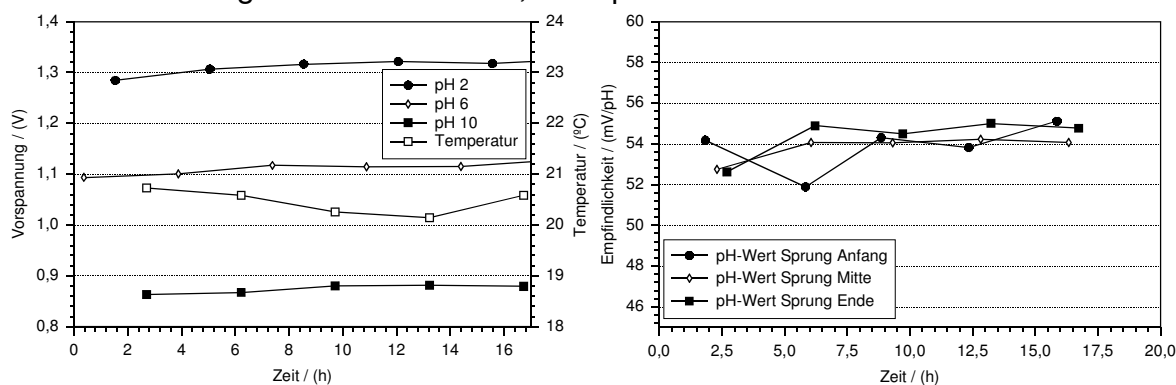 1,4
1,3
1,2
1,1
1,0
0,9
0,8
Vorspannung / (V)
pH 2
pH 6
pH 10
Temperatur
24
23
22
21
20
19
18
Temperatur / (ºC)
0 2 4 6 8 10 12 14 16
Zeit / (h)
60
58
56
54
52
50
48
46
Empfindlichkeit / (mV/pH)
pH-Wert Sprung Anfang
pH-Wert Sprung Mitte
pH-Wert Sprung Ende
0,0 2,5 5,0 7,5 10,0 12,5 15,0 17,5 20,0
Zeit / (h)